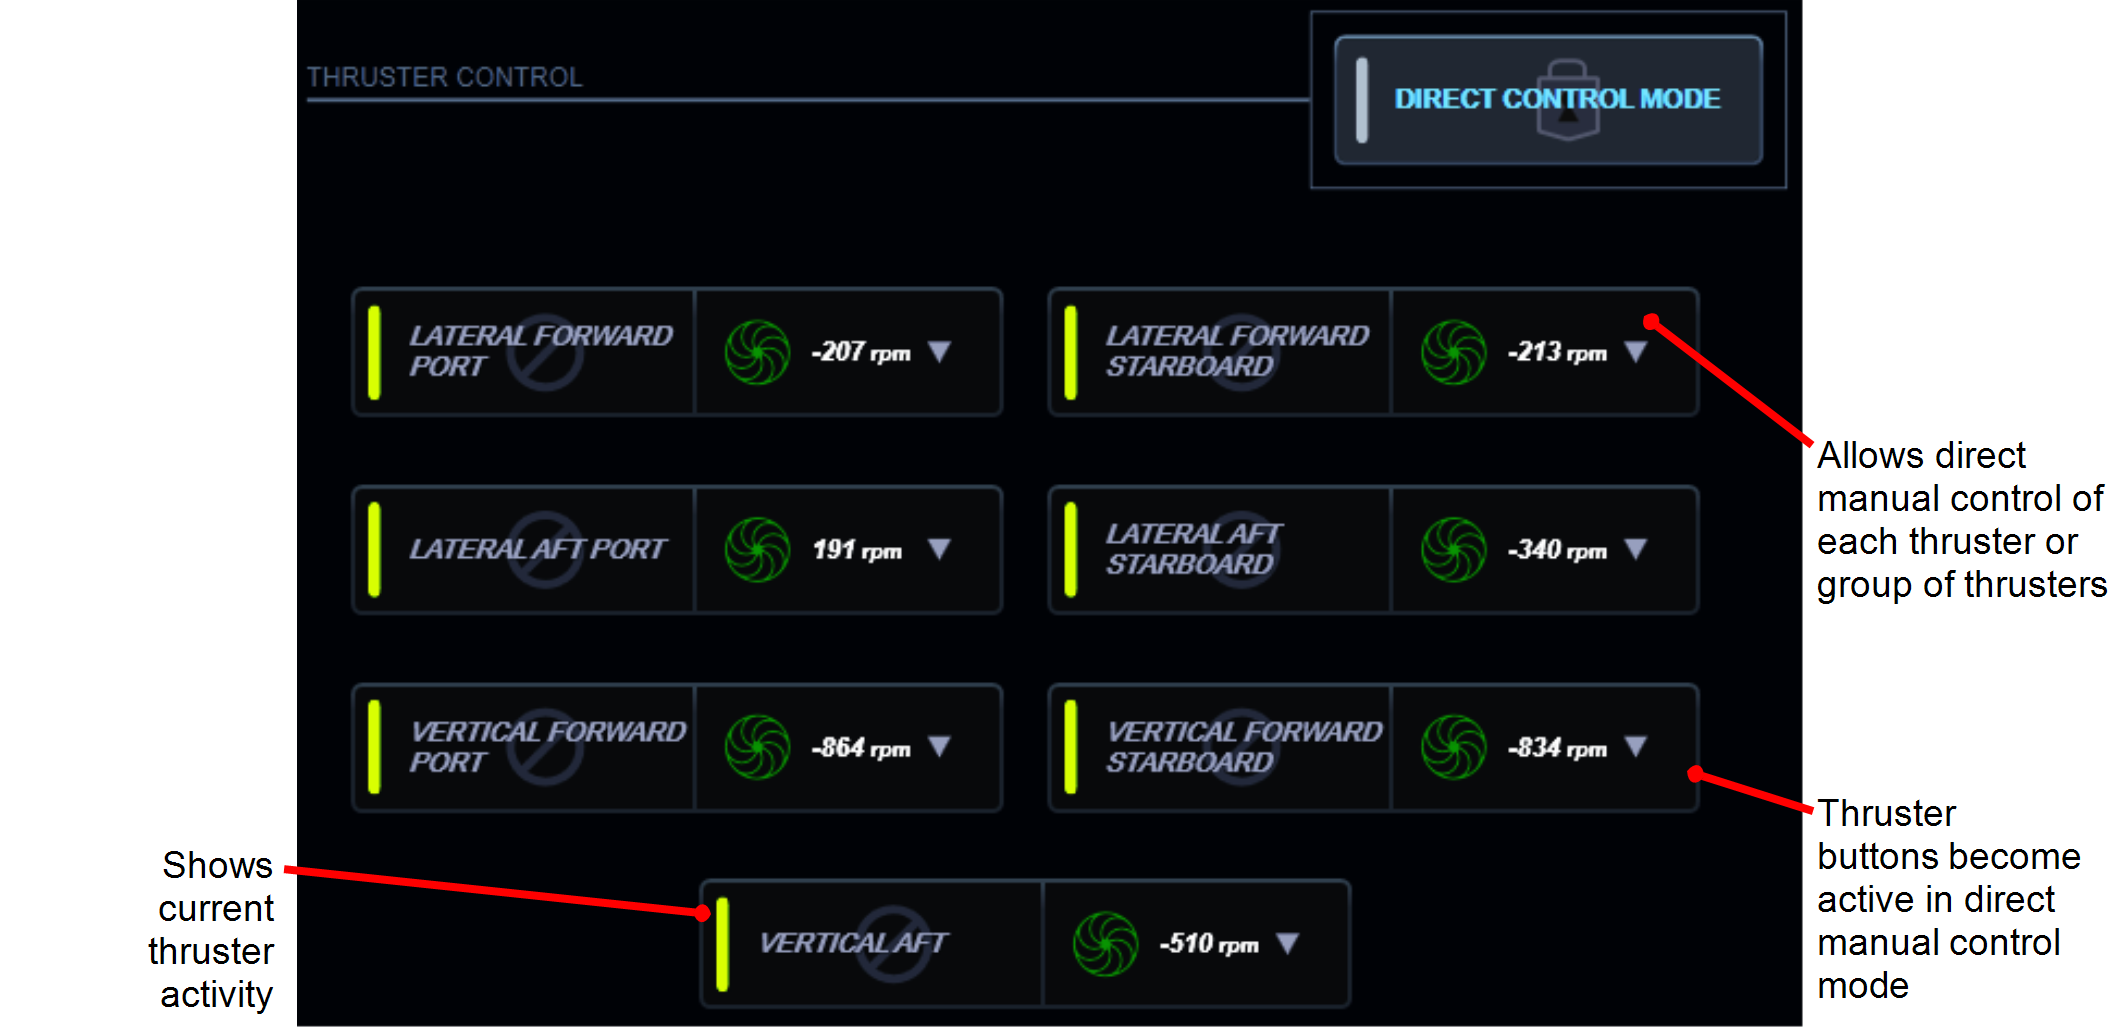 THRUSTER CONTROL
DIRECT CONTROL MODE
LATERAL FORWARD
PORT
-207 rpm
LATERAL FORWARD
STARBOARD
-213 rpm
LATERAL AFT PORT
191 rpm
LATERAL AFT
STARBOARD
-340 rpm
VERTICAL FORWARD
PORT
-864 rpm
VERTICAL FORWARD
STARBOARD
-834 rpm
VERTICAL AFT
-510 rpm
Allows direct
manual control of
each thruster or
group of thrusters
Thruster
buttons become
active in direct
manual control
mode
Shows
current
thruster
activity